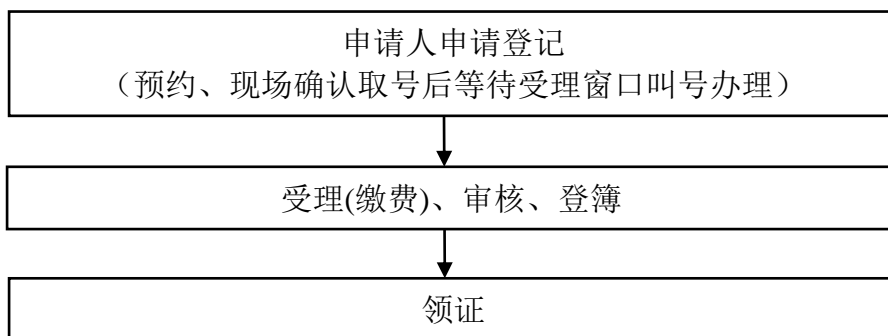 申请人申请登记
（预约、现场确认取号后等待受理窗口叫号办理）
受理(缴费)、审核、登簿
领证